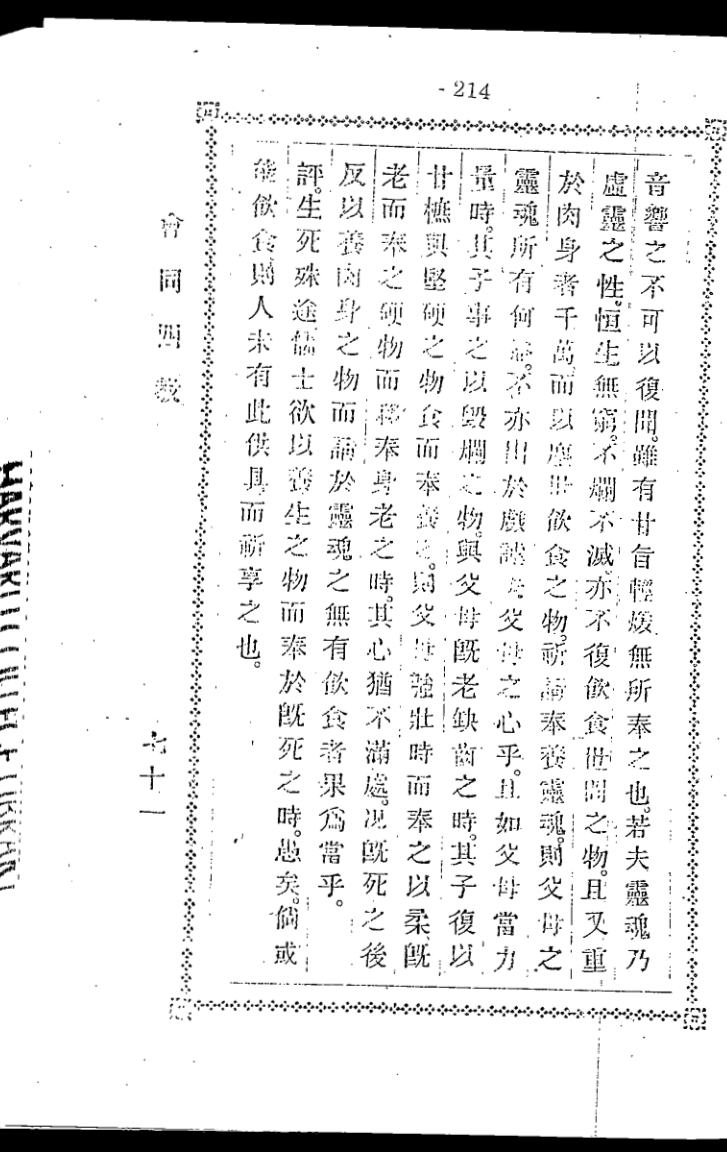 - 214
音響之不可以復聞。雖有甘旨輕煖無所奉之也。若夫靈魂乃
虛靈之性。恒生無窮。不爛不滅。亦不復飲食世間之物。且又重
於肉身者千萬。而以塵世飲食之物。祈請奉養靈魂。則父母之
靈魂所有何益。不亦出於戲謔父母之心乎。且如父母當力
量時。其子事之以毀爛之物。與父母既老缺齒之時。其子復以
甘樵與堅硬之物食而奉養之。則父母強壯時而奉之以柔既
老而奉之硬物而奉身老之時。其心猶不滿處。况既死之後
反以養肉身之物而請於靈魂之無有飲食者果爲當乎。
評。生死殊途儒士欲以養生之物而奉於既死之時。愚矣。倘或
能飲食則人未有此供具而祈享之也。
會同四教
七十一